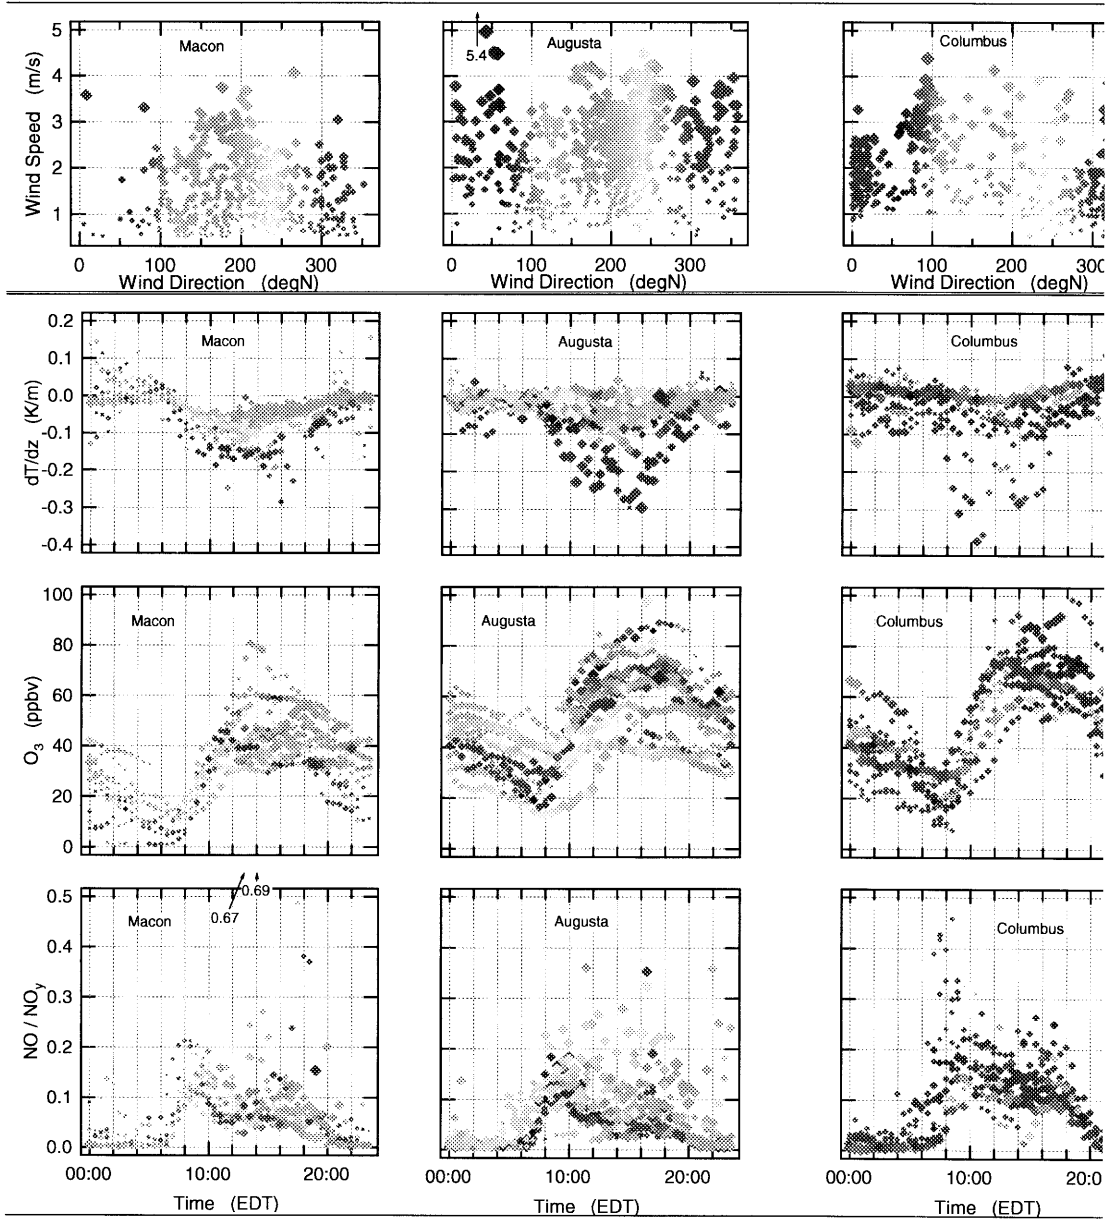 Wind Speed (m/s)
5
4
3
2
1
Macon
0
100
200
300
Wind Direction (degN)
5.4
Augusta
0
100
200
300
Wind Direction (degN)
Columbus
0
100
200
300
Wind Direction (degN)
dT/dz (K/m)
0.2
0.1
0.0
-0.1
-0.2
-0.3
-0.4
Macon
Augusta
Columbus
O3 (ppbv)
100
80
60
40
20
0
Macon
Augusta
Columbus
NO / NOy
0.5
0.4
0.3
0.2
0.1
0.0
Macon
0.67
0.69
00:00
10:00
20:00
Time (EDT)
Augusta
00:00
10:00
20:00
Time (EDT)
Columbus
00:00
10:00
20:0
Time (EDT)